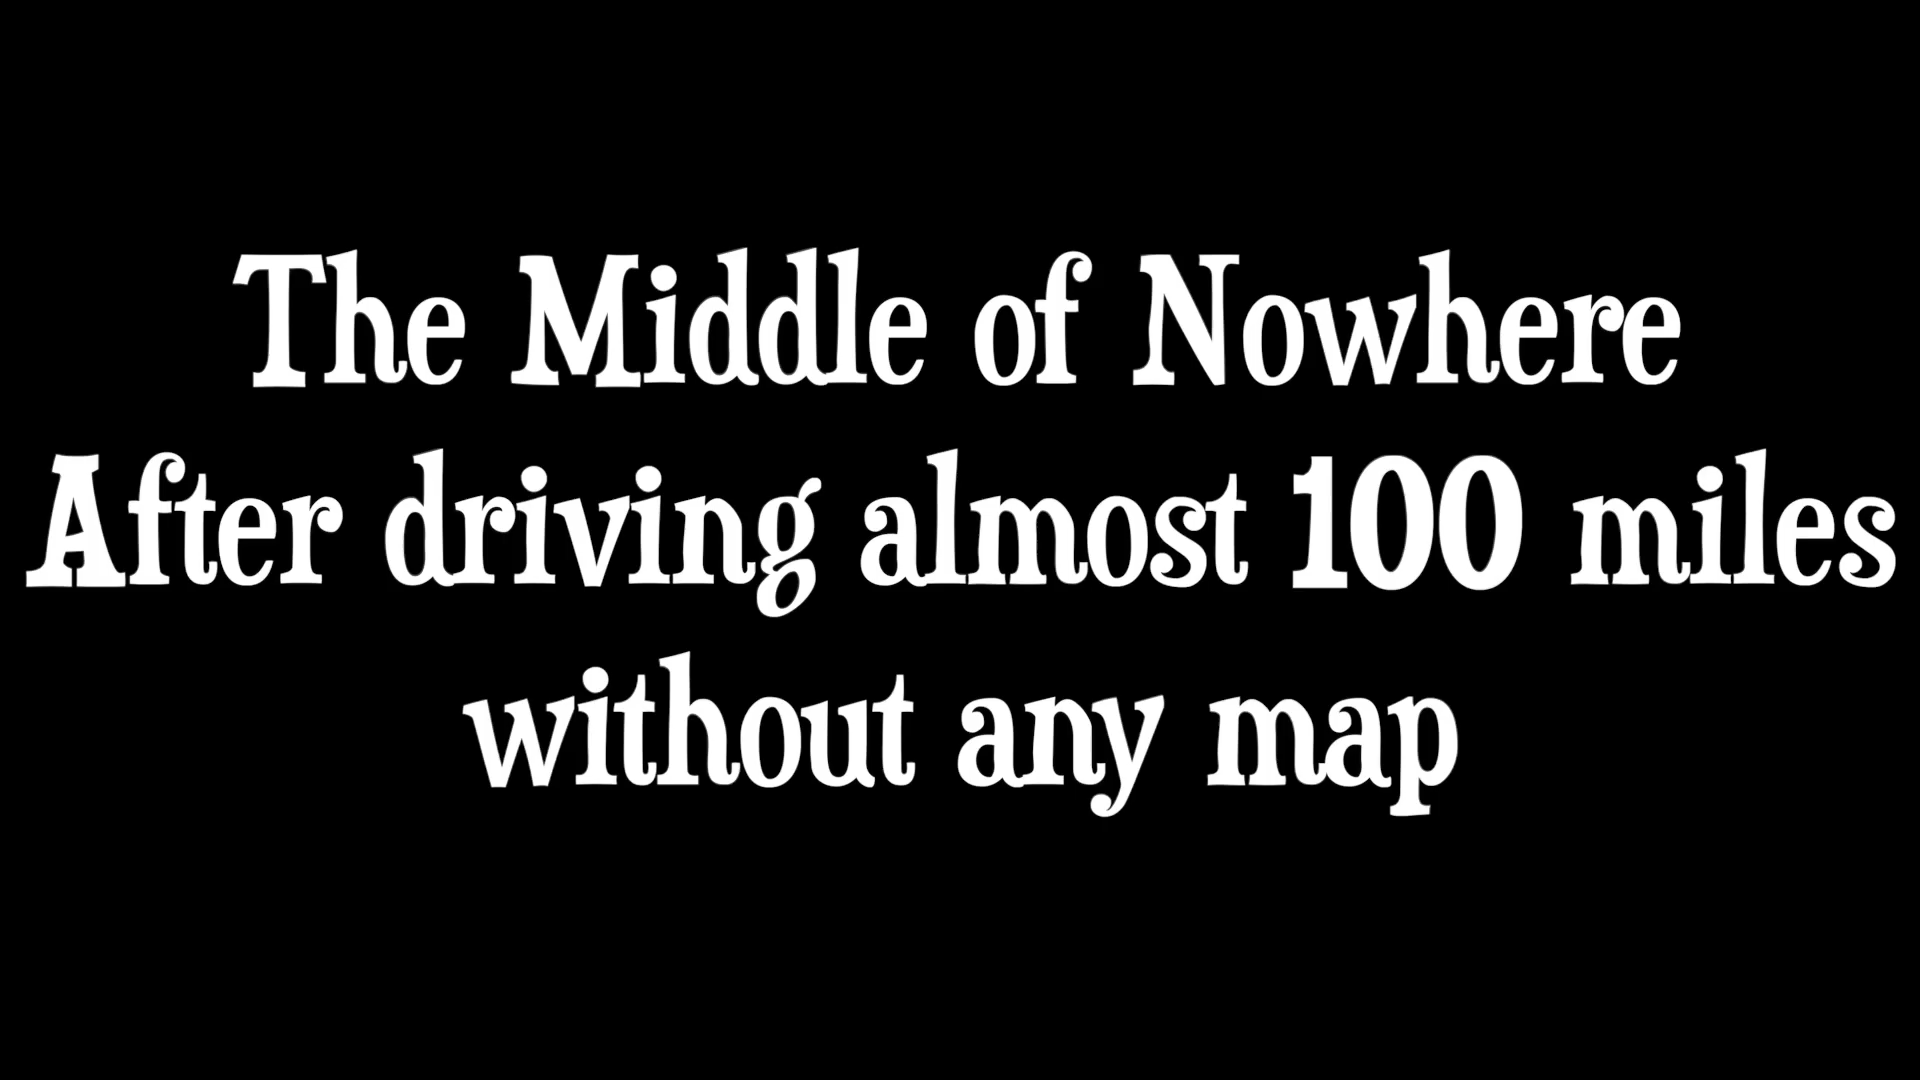 The Middle of Nowhere
After driving almost 100 miles
without any map